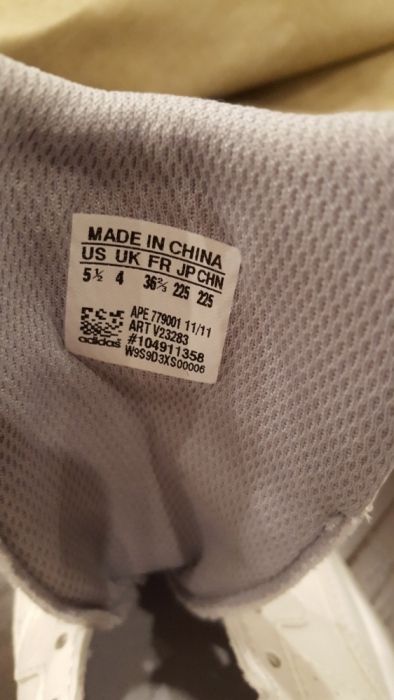 MADE IN CHINA
US UK FR JP CHN
5½ 4 36⅔ 225 225
APE 779001 11/11
ART V23283
#104911358
adidas W9S9D3XS00006